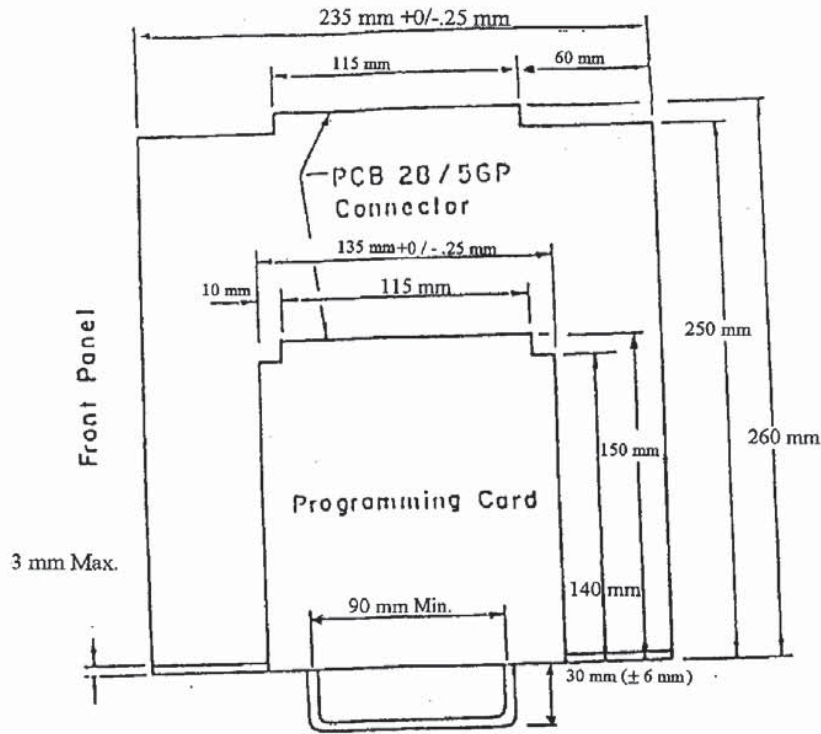 235 mm +0/-.25 mm
115 mm
60 mm
PCB 28/5GP
Connector
135 mm+0/-.25 mm
10 mm
115 mm
250 mm
Front Panel
260 mm
150 mm
Programming Card
3 mm Max.
140 mm
90 mm Min.
30 mm (± 6 mm)